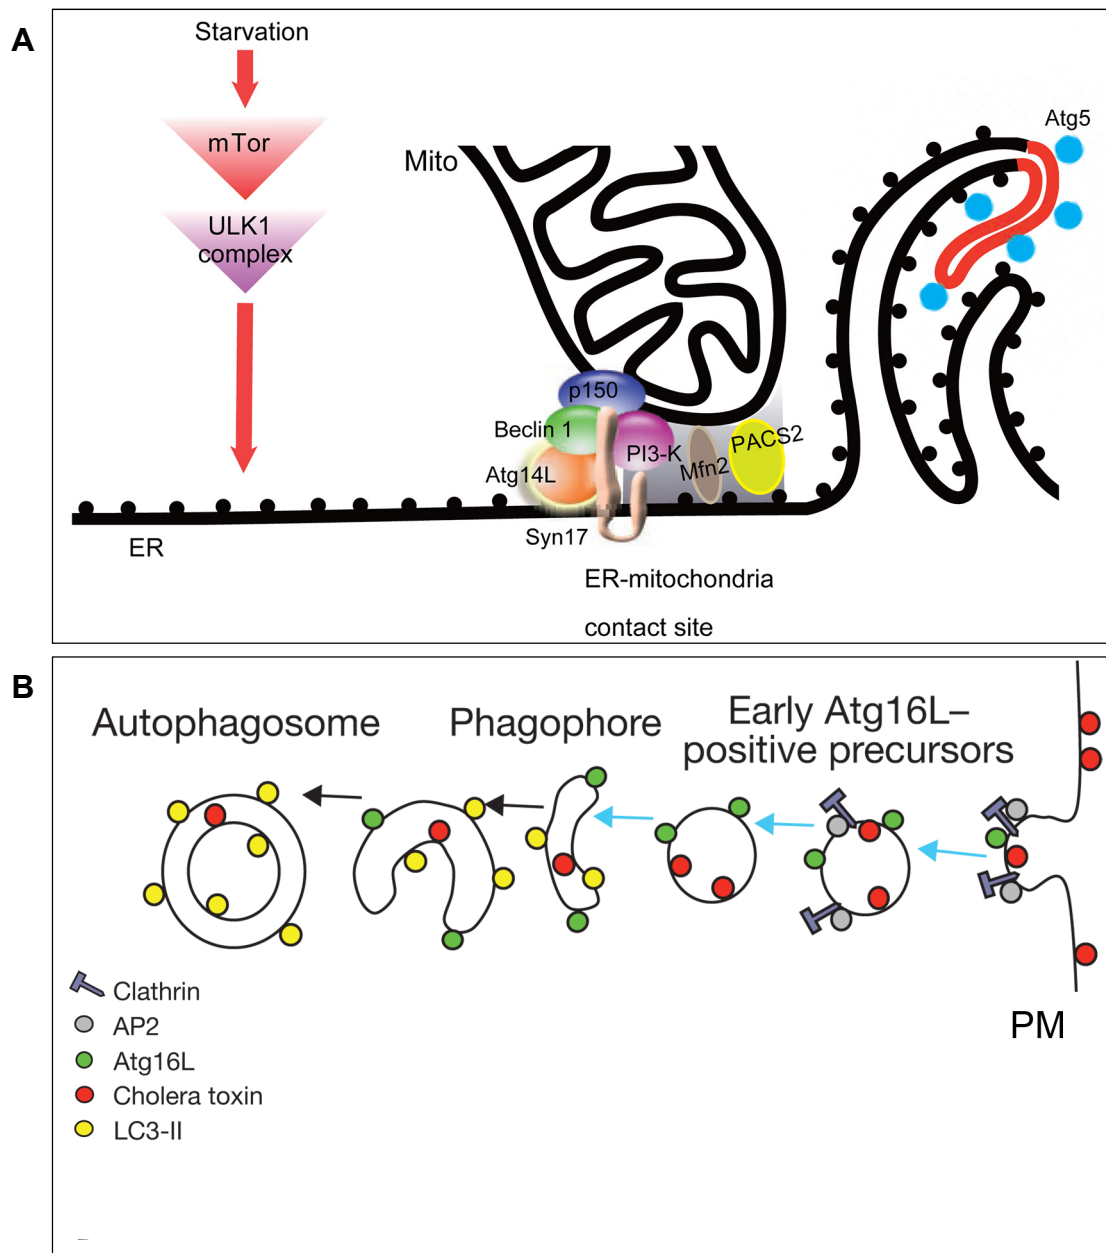 A
Starvation
mTor
ULK1
complex
Mito
Atg5
p150
Beclin 1
PI3-K
Mfn2
PACS2
Atg14L
Syn17
ER
ER-mitochondria
contact site
B
Autophagosome
Phagophore
Early Atg16L–
positive precursors
Clathrin
AP2
Atg16L
Cholera toxin
LC3-II
PM